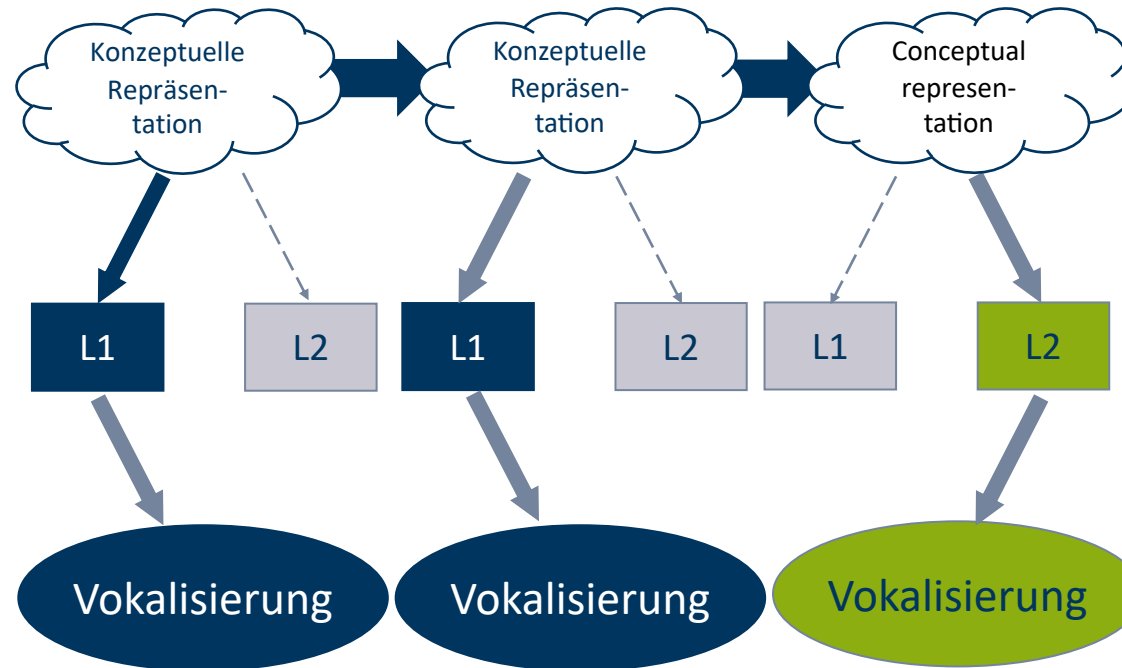 Konzeptuelle
Repräsen-
tation
Konzeptuelle
Repräsen-
tation
Conceptual
represen-
tation
L1
L2
L1
L2
L1
L2
Vokalisierung
Vokalisierung
Vokalisierung